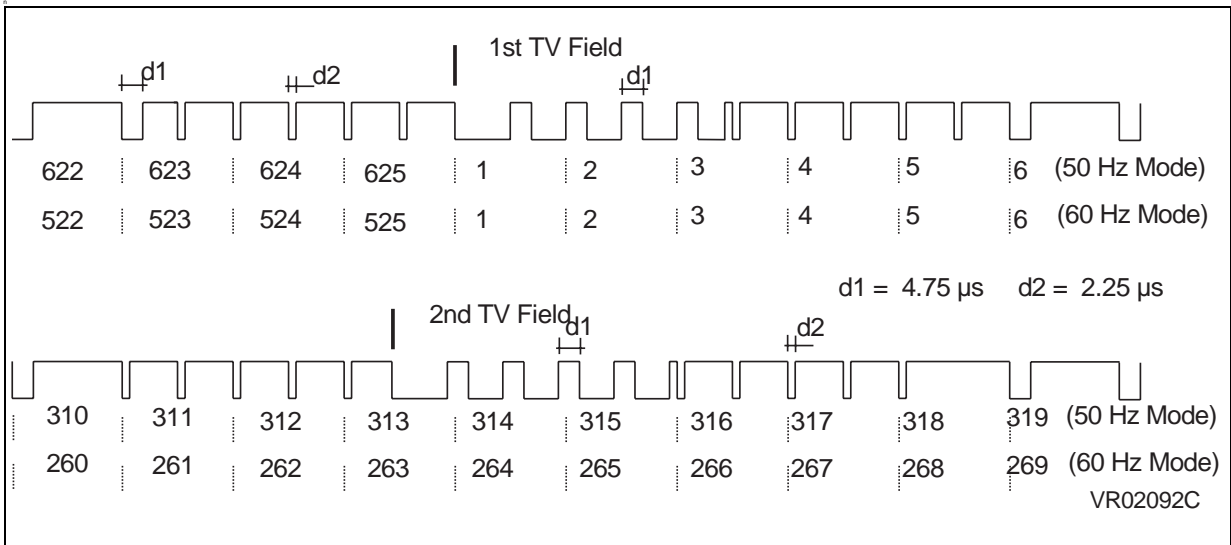 1st TV Field
d1 d2 d1
622 623 624 625 1 2 3 4 5 6 (50 Hz Mode)
522 523 524 525 1 2 3 4 5 6 (60 Hz Mode)
d1 = 4.75 µs d2 = 2.25 µs
2nd TV Field
d1 d2
310 311 312 313 314 315 316 317 318 319 (50 Hz Mode)
260 261 262 263 264 265 266 267 268 269 (60 Hz Mode)
VR02092C